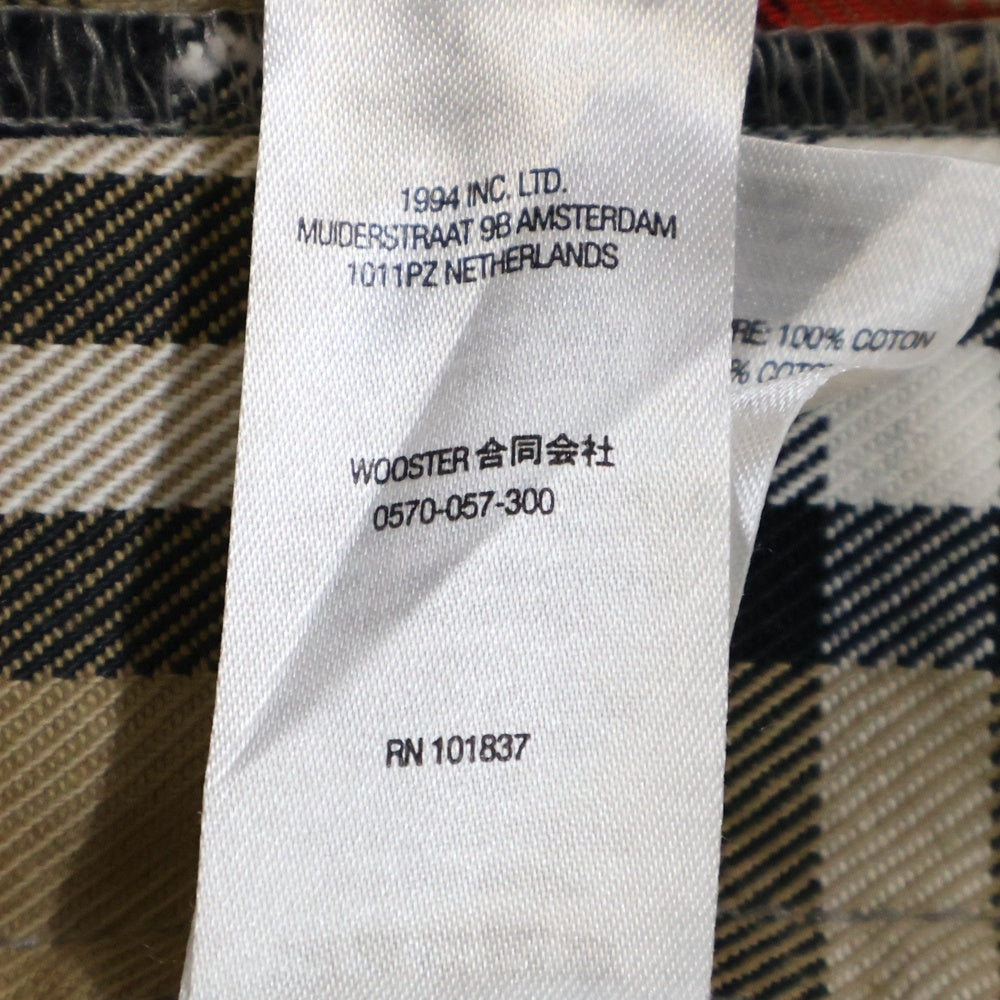 1994 INC. LTD.
MUIDERSTRAAT 9B AMSTERDAM
1011PZ NETHERLANDS
WOOSTER 合同会社
0570-057-300
RN 101837
100% COTON